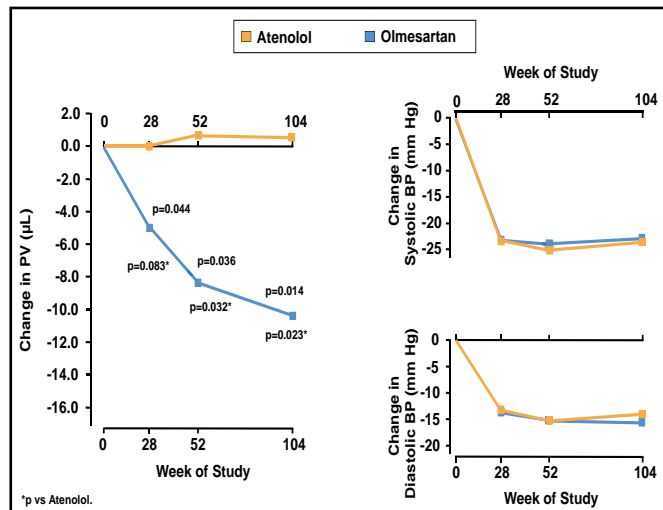 Atenolol
Olmesartan
2.0
0.0
-2.0
-4.0
-6.0
-8.0
-10.0
-12.0
-14.0
-16.0
Change in PV (µL)
0 28 52 104
p=0.044
p=0.083*
p=0.036
p=0.032*
p=0.014
p=0.023*
0 28 52 104
Week of Study
*p vs Atenolol.
Week of Study
0 28 52 104
0
-5
-10
-15
-20
-25
Change in
Systolic BP (mm Hg)
0
-5
-10
-15
-20
Change in
Diastolic BP (mm Hg)
0 28 52 104
Week of Study